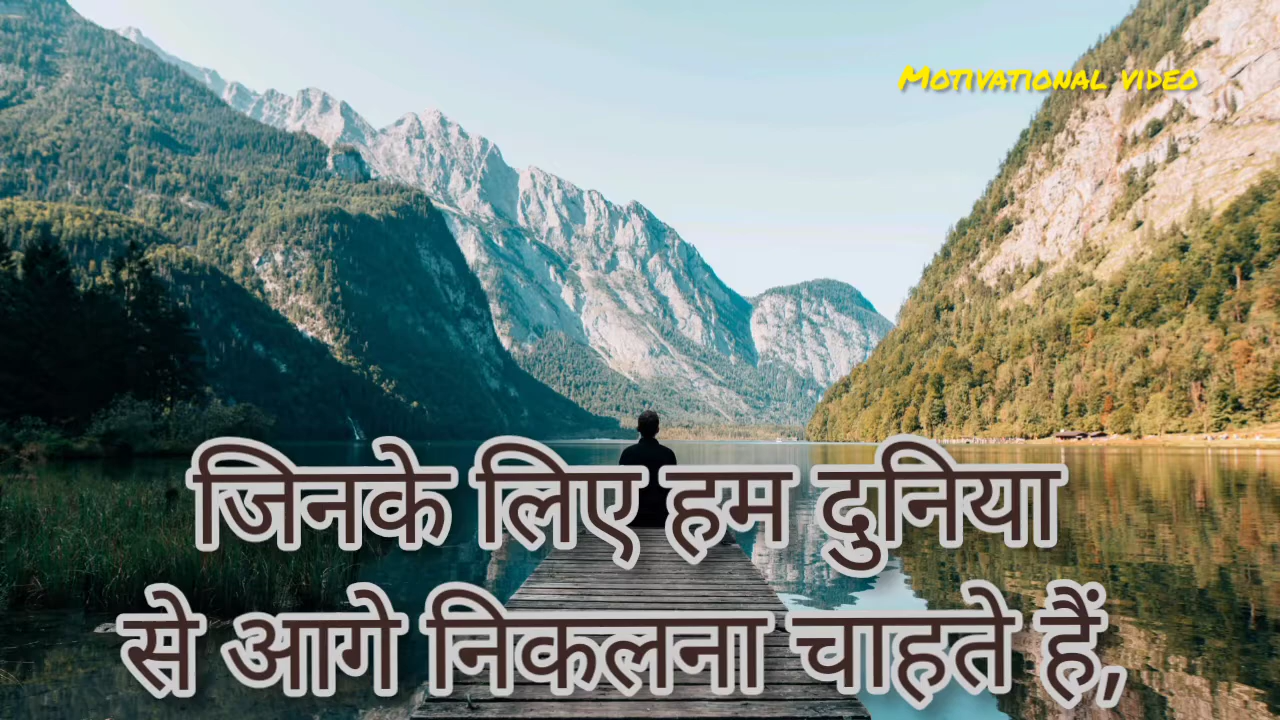 MOTIVATIONAL VIDEO
जिनके लिए हम दुनिया
से आगे निकलना चाहते हैं,